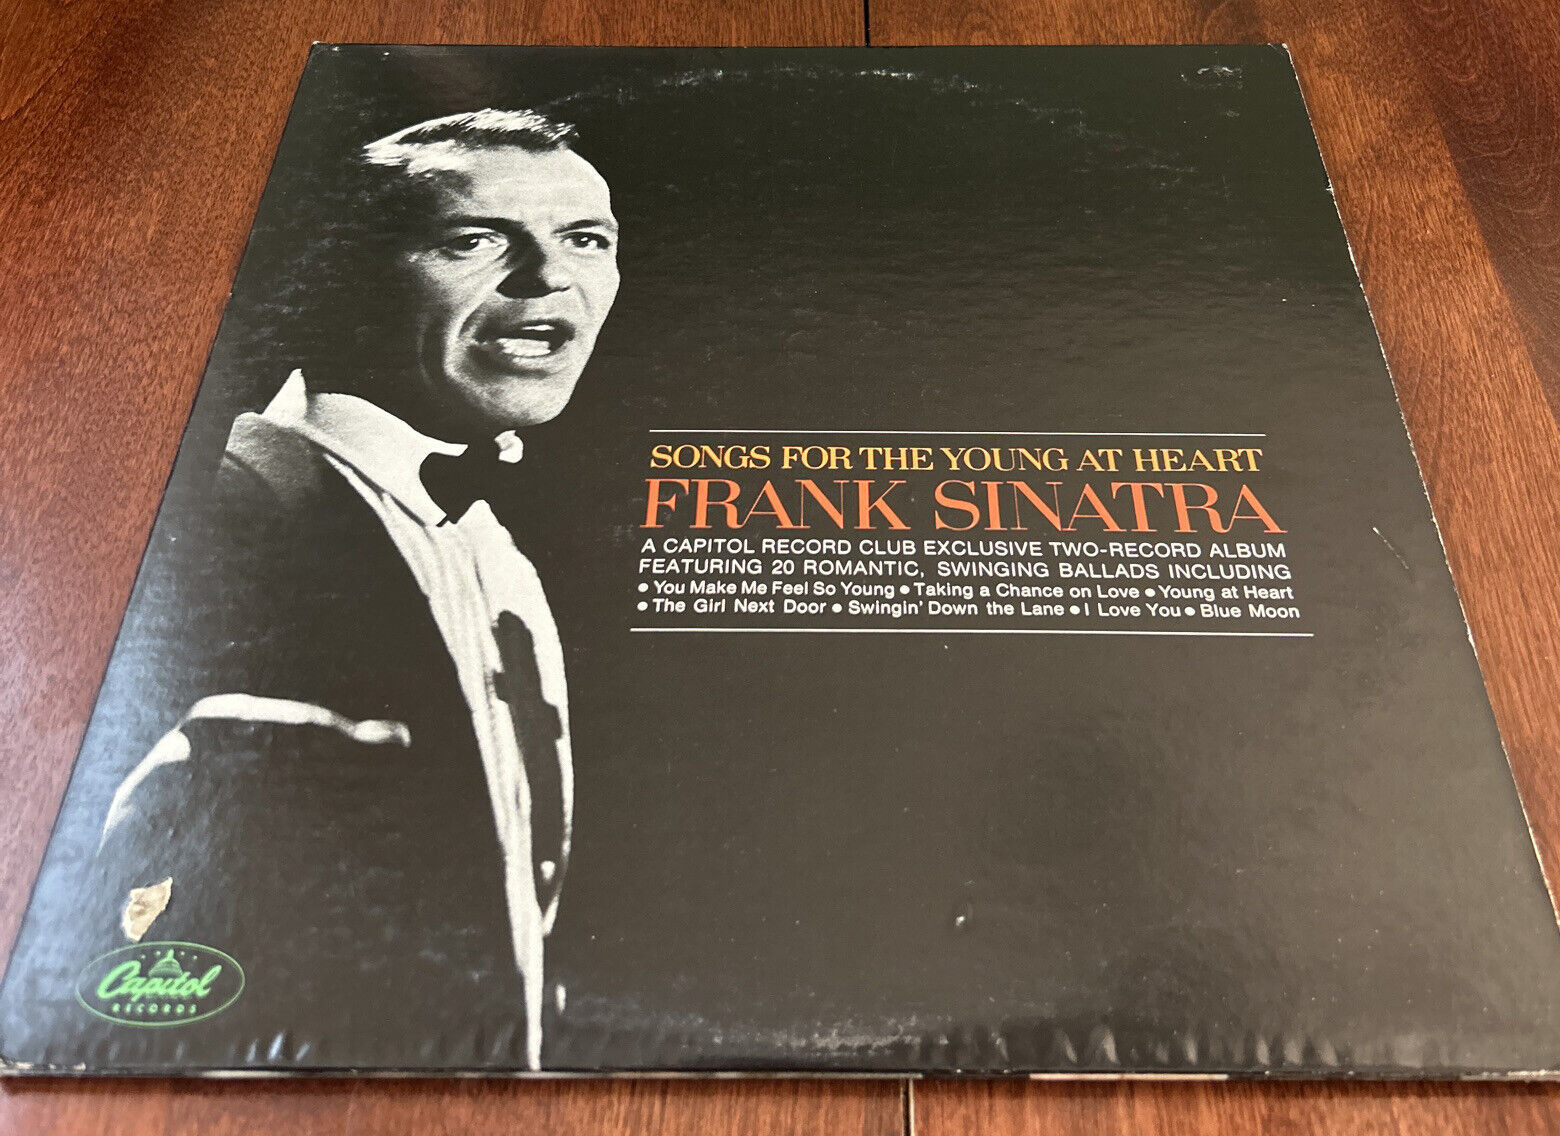 SONGS FOR THE YOUNG AT HEART
FRANK SINATRA
A CAPITOL RECORD CLUB EXCLUSIVE TWO-RECORD ALBUM
FEATURING 20 ROMANTIC, SWINGING BALLADS INCLUDING
• You Make Me Feel So Young • Taking a Chance on Love • Young at Heart
• The Girl Next Door • Swingin' Down the Lane • I Love You • Blue Moon
Capitol
RECORDS